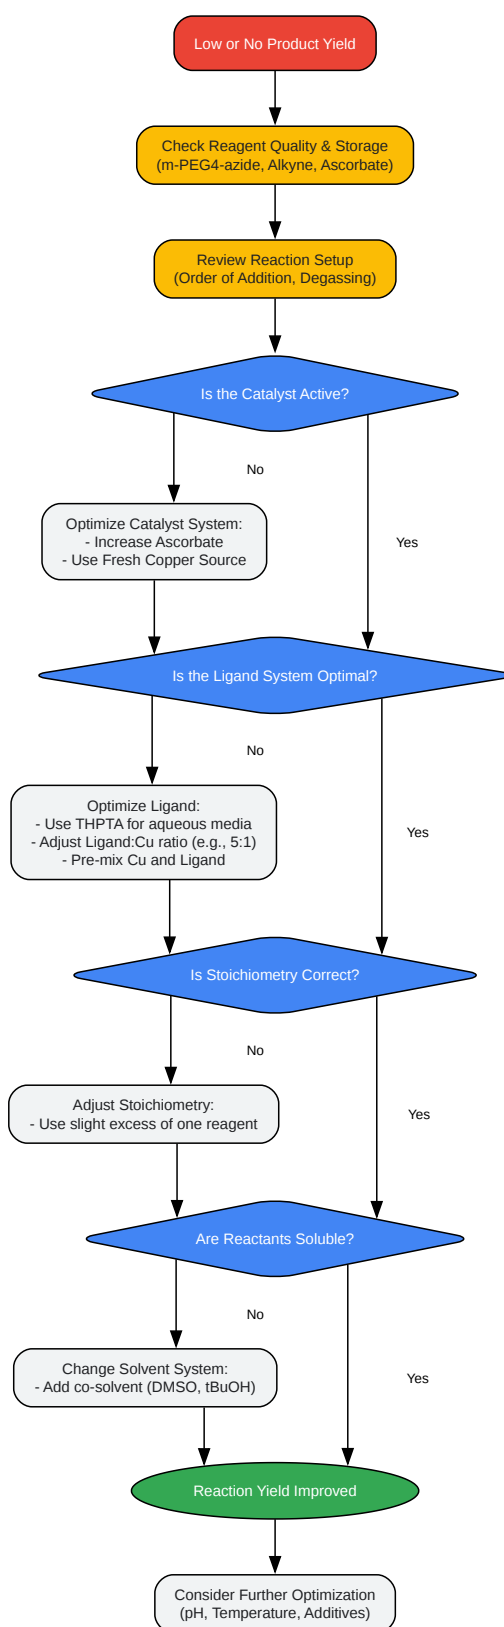 Low or No Product Yield
Check Reagent Quality & Storage
(m-PEG4-azide, Alkyne, Ascorbate)
Review Reaction Setup
(Order of Addition, Degassing)
Is the Catalyst Active?
No
Optimize Catalyst System:
- Increase Ascorbate
- Use Fresh Copper Source
Yes
Is the Ligand System Optimal?
No
Optimize Ligand:
- Use THPTA for aqueous media
- Adjust Ligand:Cu ratio (e.g., 5:1)
- Pre-mix Cu and Ligand
Yes
Is Stoichiometry Correct?
No
Adjust Stoichiometry:
- Use slight excess of one reagent
Yes
Are Reactants Soluble?
No
Change Solvent System:
- Add co-solvent (DMSO, tBuOH)
Yes
Reaction Yield Improved
Consider Further Optimization
(pH, Temperature, Additives)